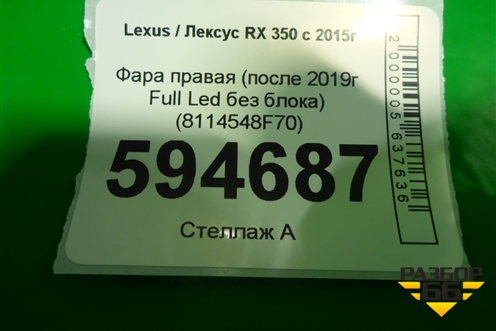 Lexus / Лексус RX 350 с 2015г
Фара правая (после 2019г
Full Led без блока)
(8114548F70)
594687
Стеллаж А
2000005637636
РАЗБОР
66